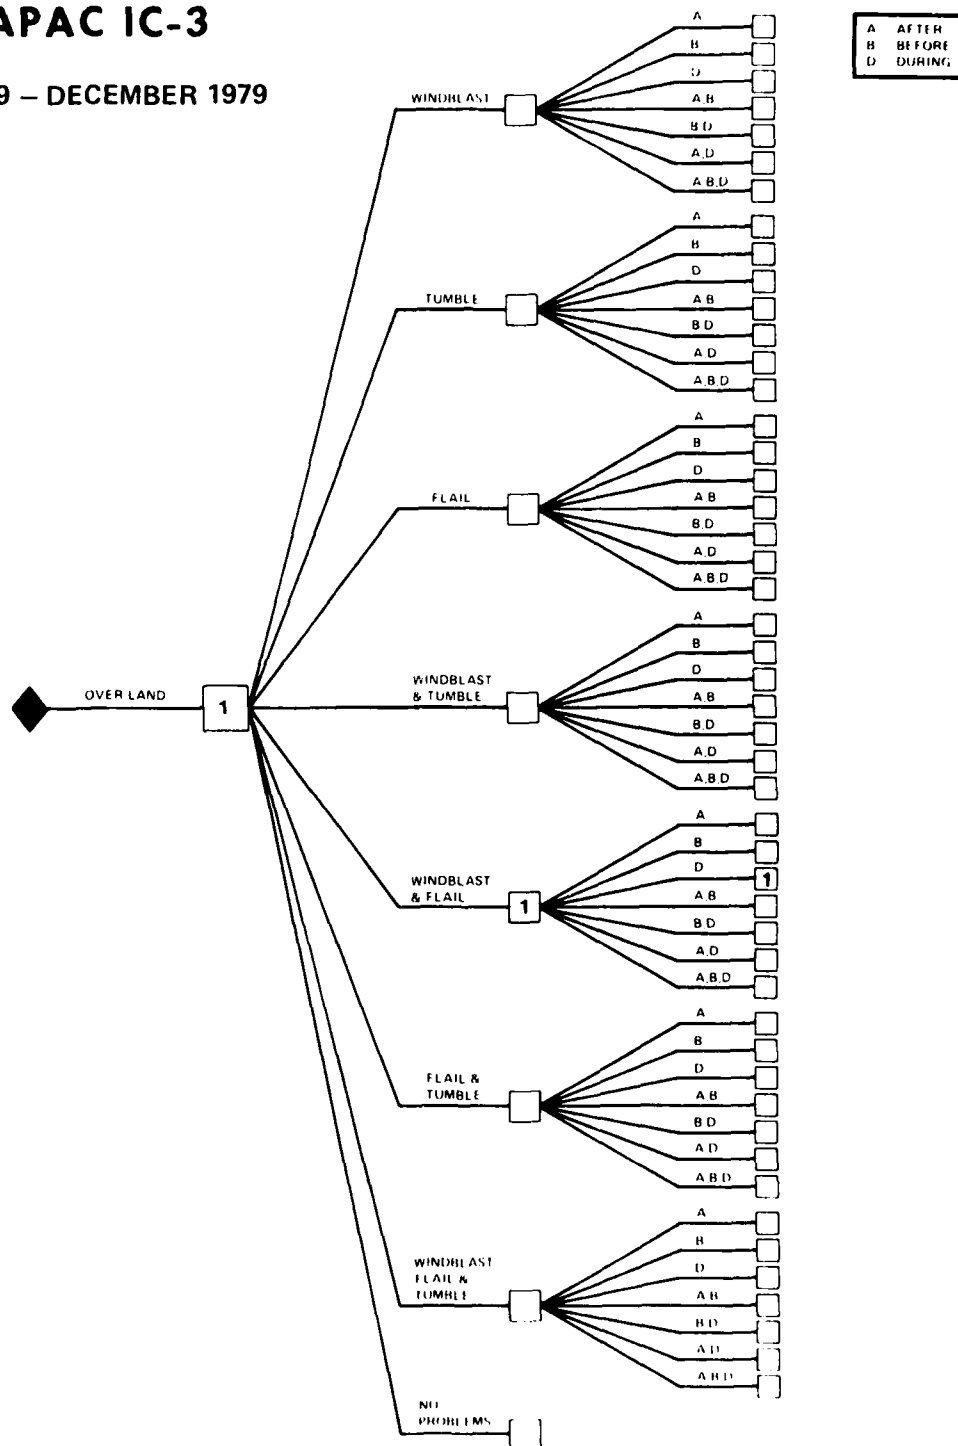 APAC IC-3
9 – DECEMBER 1979
A AFTER
B BEFORE
D DURING
WINDBLAST
A
B
D
A,B
B,D
A,D
A,B,D
TUMBLE
A
B
D
A,B
B,D
A,D
A,B,D
FLAIL
A
B
D
A,B
B,D
A,D
A,B,D
OVER LAND
1
WINDBLAST
& TUMBLE
A
B
D
A,B
B,D
A,D
A,B,D
WINDBLAST
& FLAIL
1
A
B
D
1
A,B
B,D
A,D
A,B,D
FLAIL &
TUMBLE
A
B
D
A,B
B,D
A,D
A,B,D
WINDBLAST
FLAIL &
TUMBLE
A
B
D
A,B
B,D
A,D
A,B,D
NO
PROBLEMS